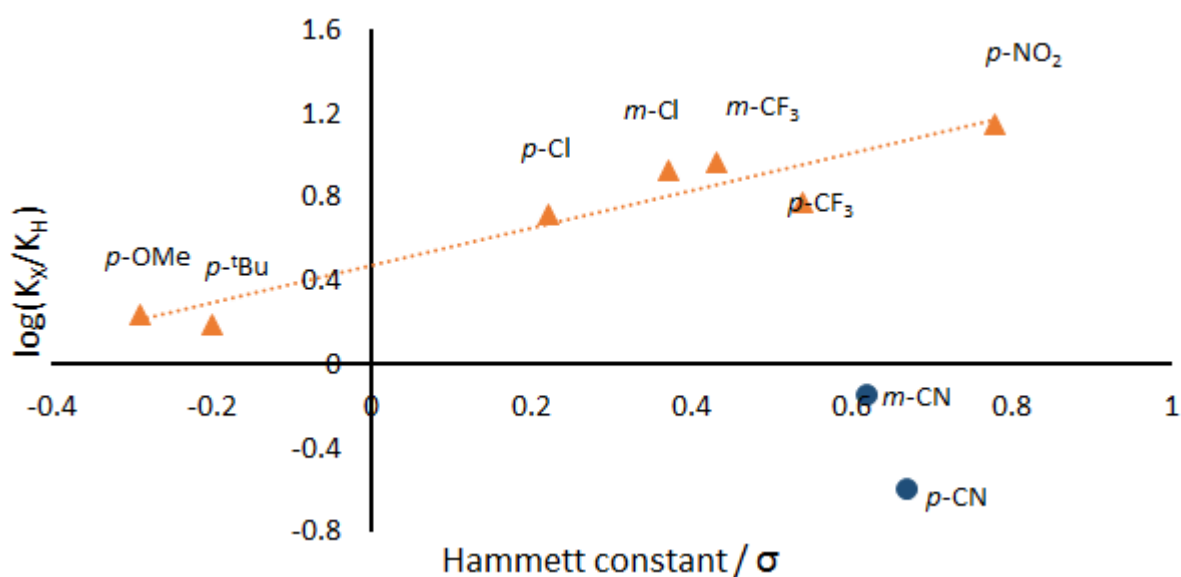 1.6
p-NO₂
1.2
m-Cl
m-CF₃
p-Cl
0.8
p-CF₃
p-OMe
p-ᵗBu
0.4
log(Kₓ/K_H)
0
-0.4
-0.2
0
0.2
0.4
0.6
0.8
1
m-CN
-0.4
p-CN
-0.8
Hammett constant / σ